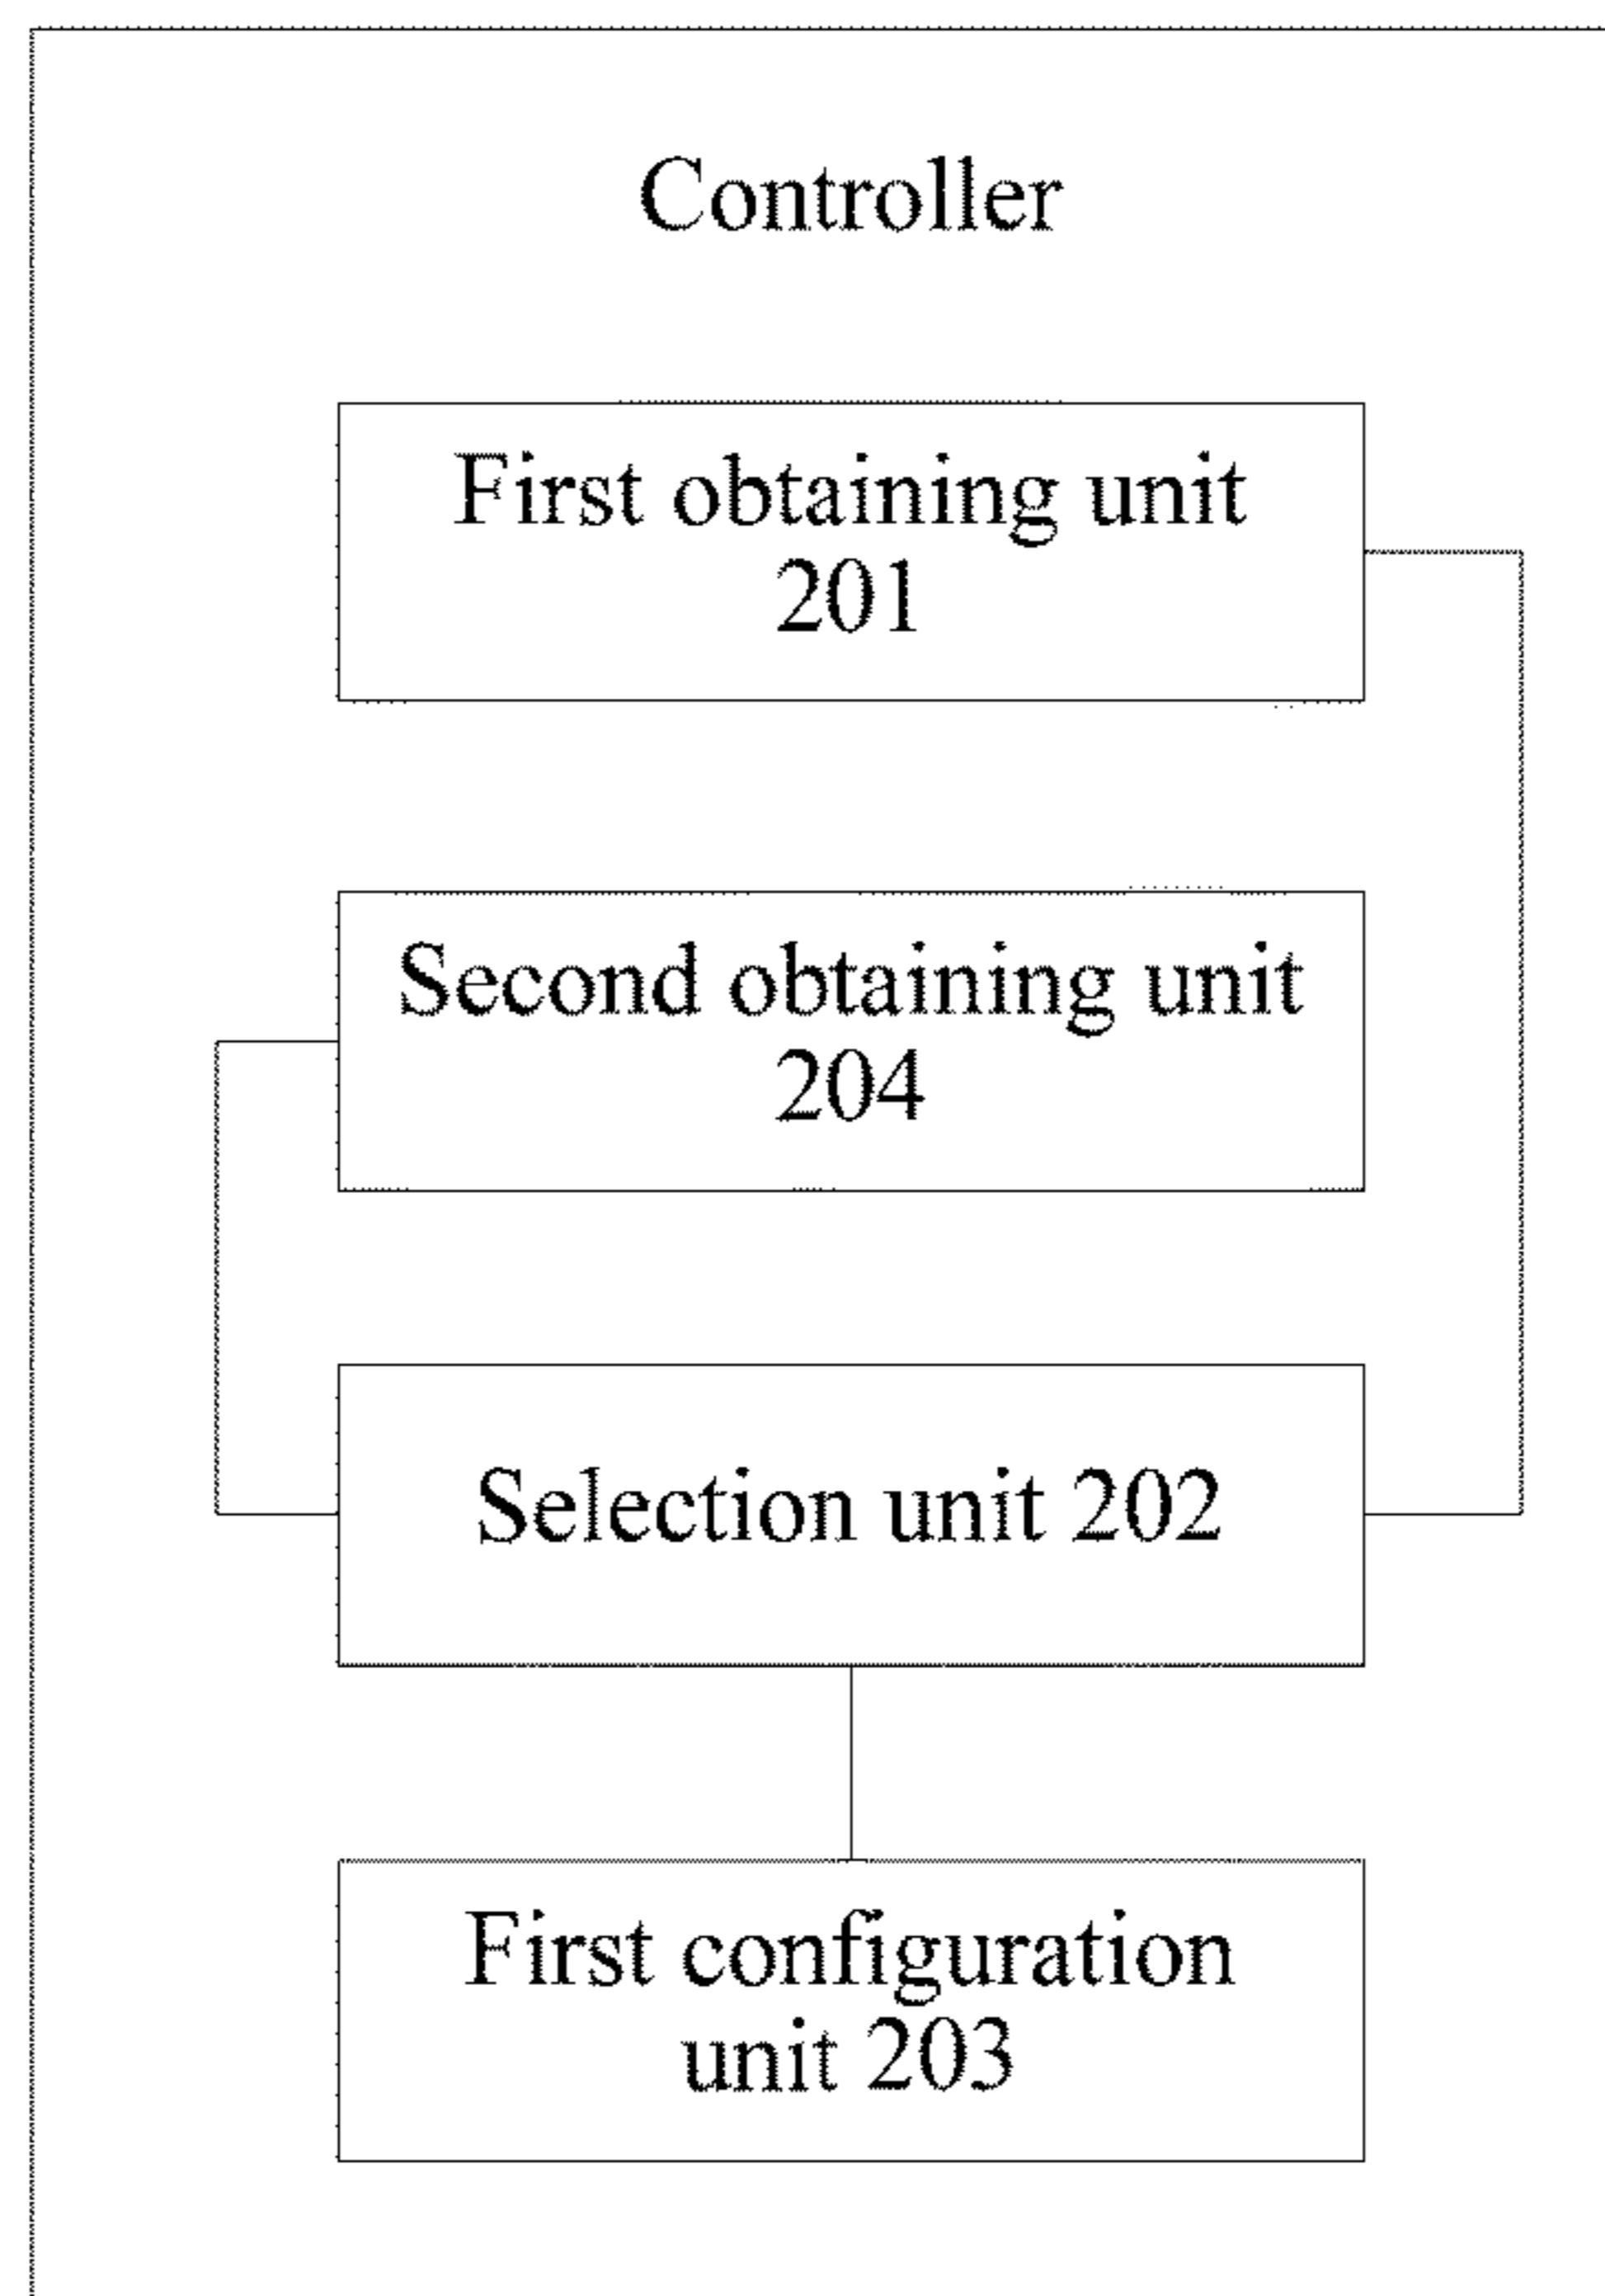 Controller
First obtaining unit
201
Second obtaining unit
204
Selection unit 202
First configuration
unit 203